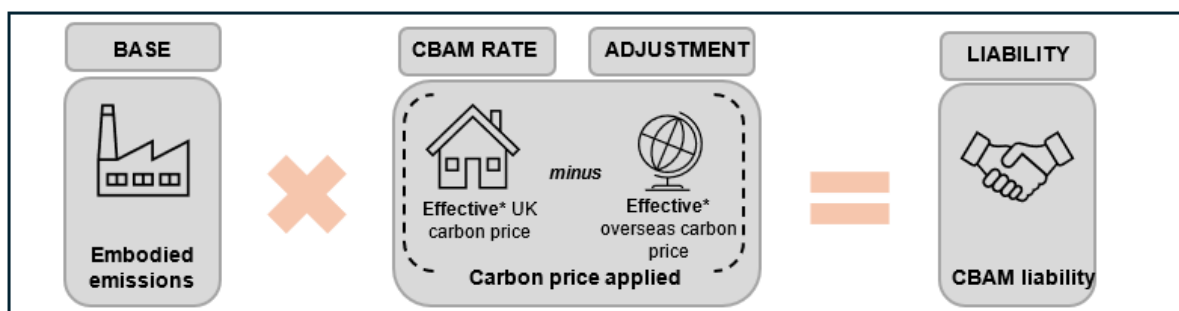 BASE
CBAM RATE
ADJUSTMENT
LIABILITY
Embodied
emissions
Effective* UK
carbon price
minus
Effective*
overseas carbon
price
Carbon price applied
CBAM liability